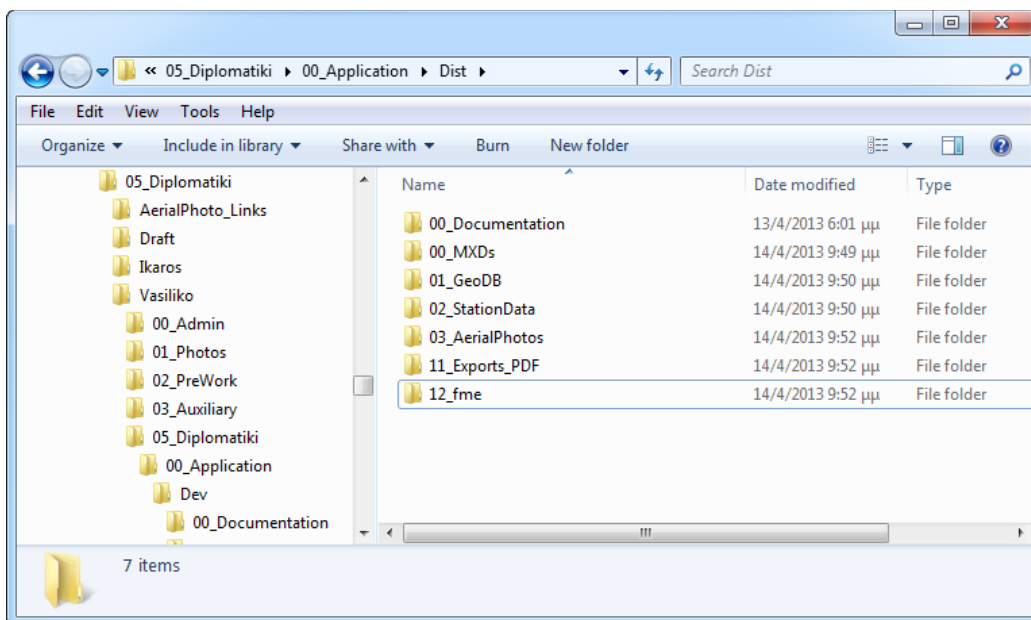 « 05_Diplomatiki ▸ 00_Application ▸ Dist ▸
Search Dist
File Edit View Tools Help
Organize Include in library Share with Burn New folder
05_Diplomatiki
AerialPhoto_Links
Draft
Ikaros
Vasiliko
00_Admin
01_Photos
02_PreWork
03_Auxiliary
05_Diplomatiki
00_Application
Dev
00_Documentation
Name Date modified Type
00_Documentation 13/4/2013 6:01 μμ File folder
00_MXDs 14/4/2013 9:49 μμ File folder
01_GeoDB 14/4/2013 9:50 μμ File folder
02_StationData 14/4/2013 9:50 μμ File folder
03_AerialPhotos 14/4/2013 9:52 μμ File folder
11_Exports_PDF 14/4/2013 9:52 μμ File folder
12_fme 14/4/2013 9:52 μμ File folder
7 items